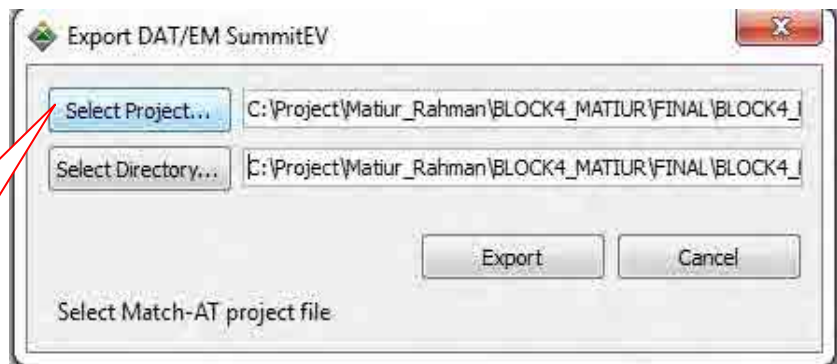 Export DAT/EM SummitEV
Select Project... C:\Project\Matiur_Rahman\BLOCK4_MATIUR\FINAL\BLOCK4_
Select Directory... C:\Project\Matiur_Rahman\BLOCK4_MATIUR\FINAL\BLOCK4_
Export Cancel
Select Match-AT project file